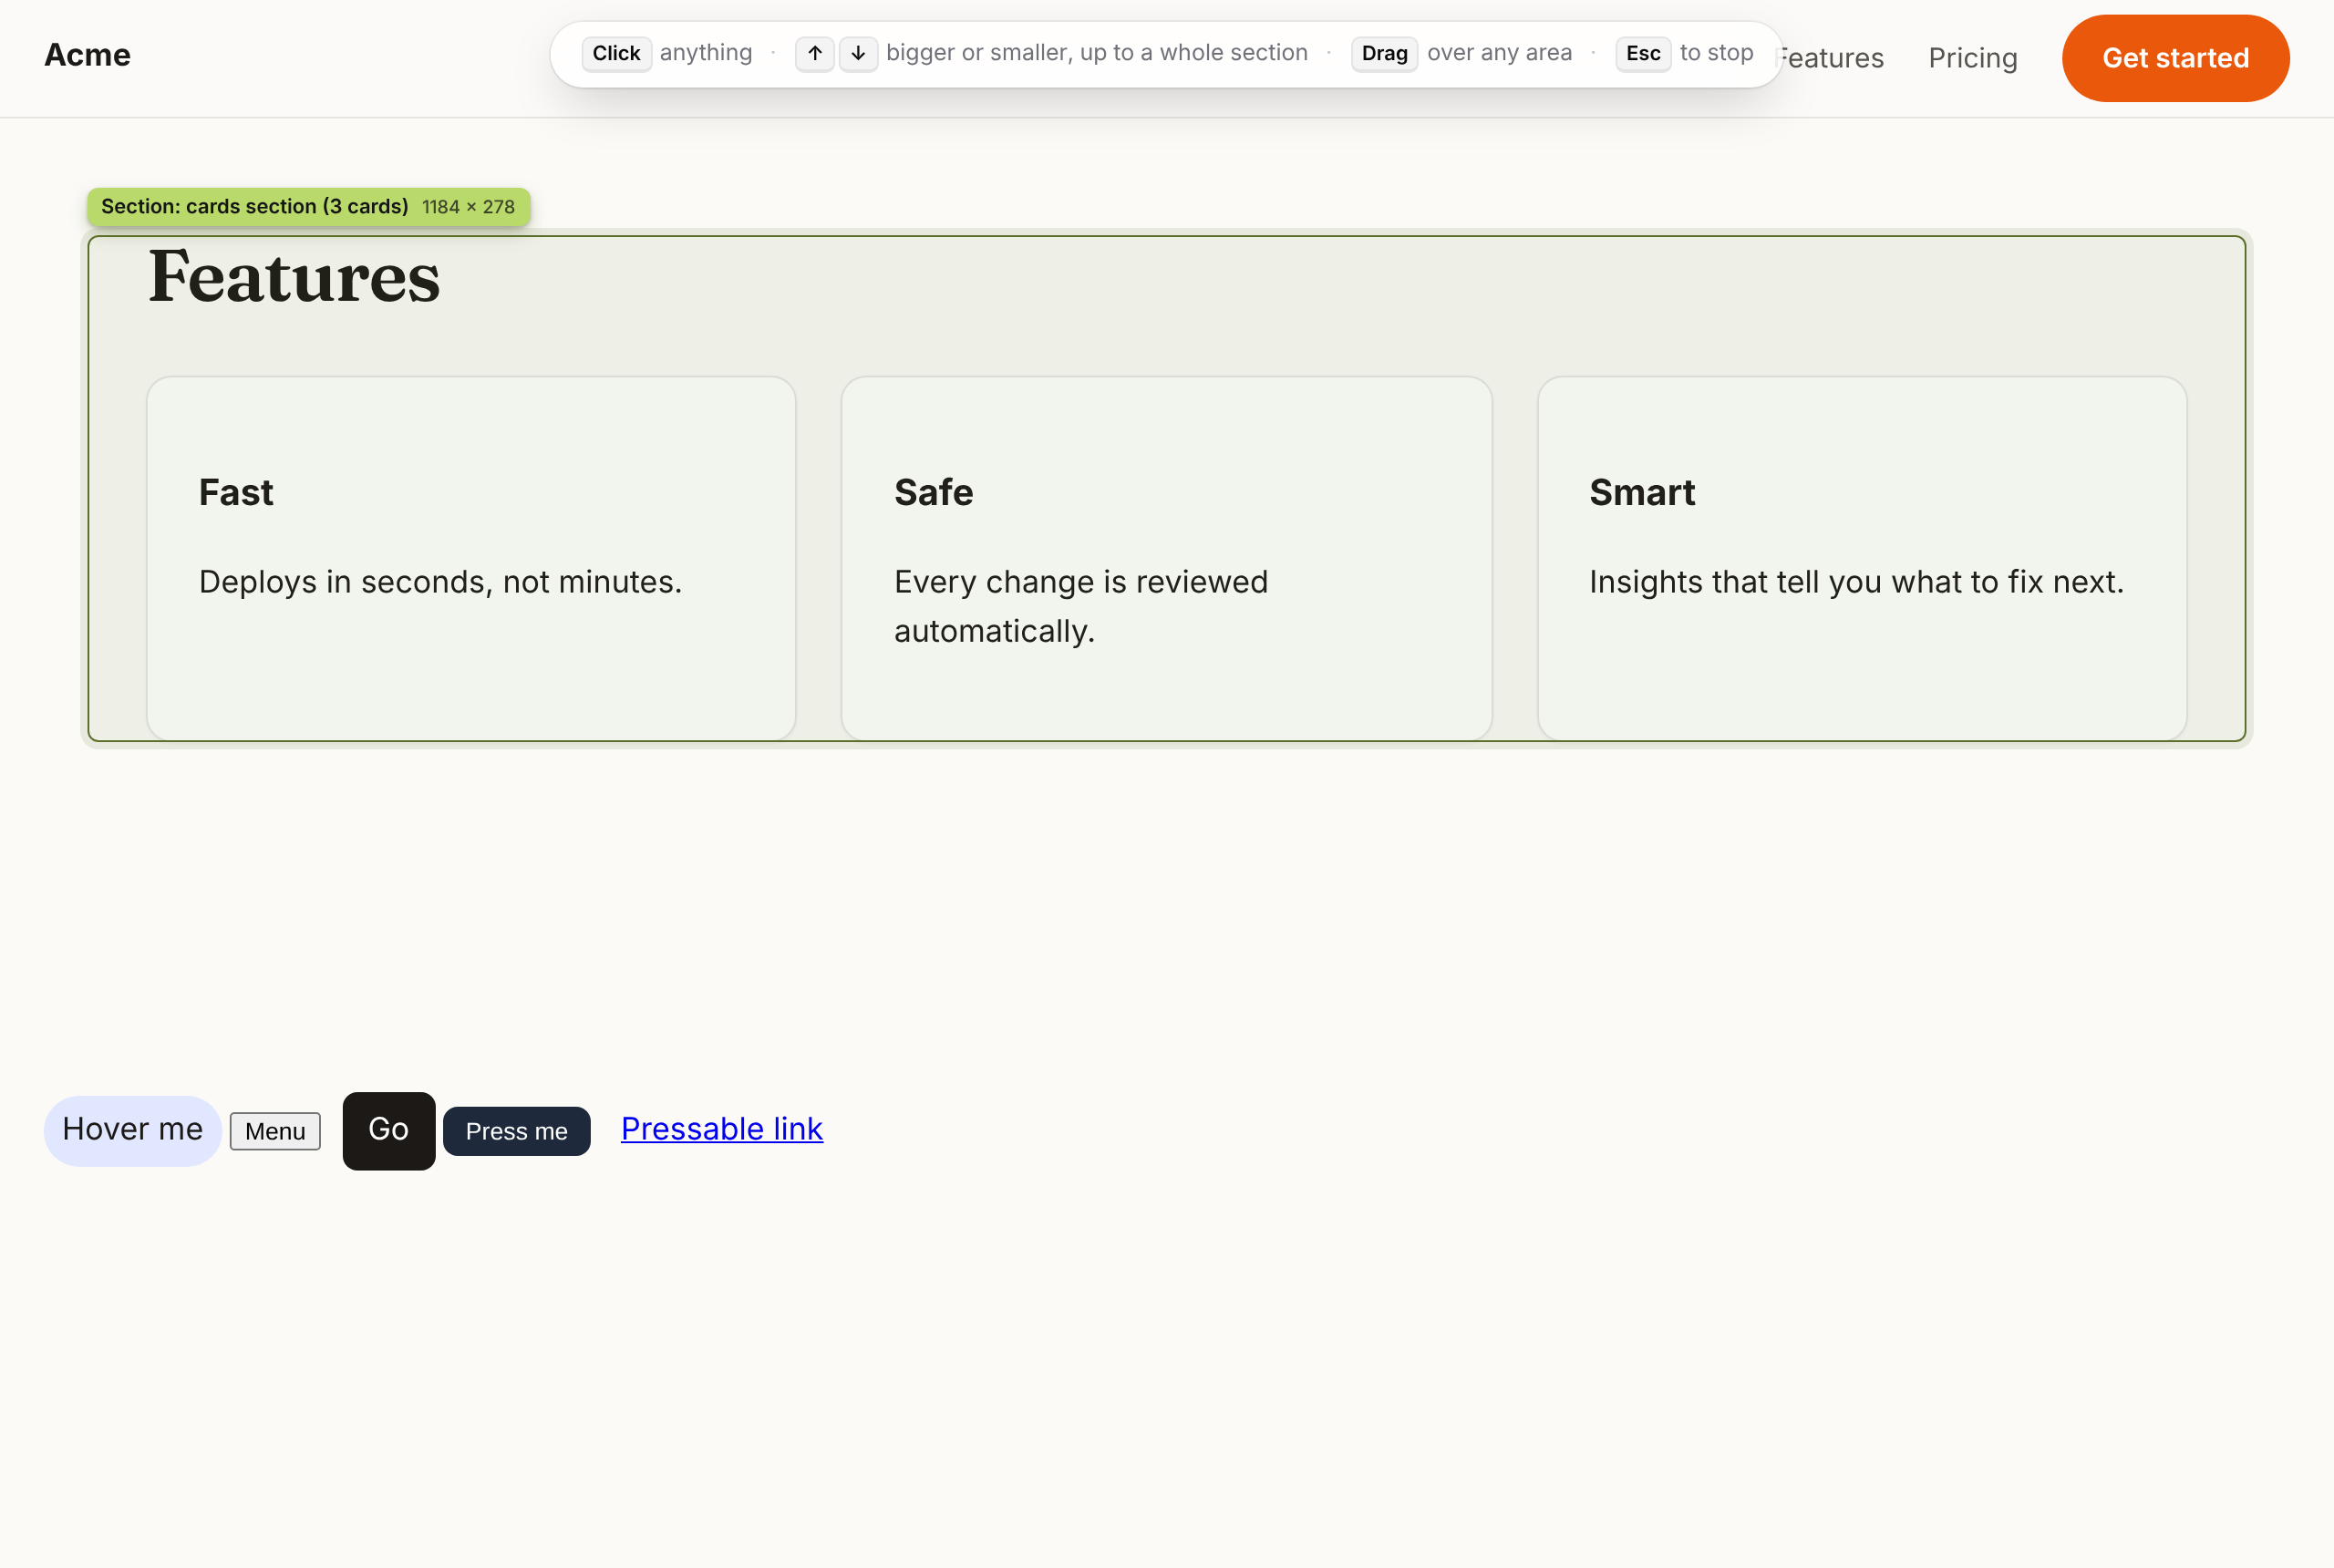 Acme
Click anything · ↑ ↓ bigger or smaller, up to a whole section · Drag over any area · Esc to stop
Features Pricing Get started
Section: cards section (3 cards) 1184 × 278
Features
Fast
Deploys in seconds, not minutes.
Safe
Every change is reviewed
automatically.
Smart
Insights that tell you what to fix next.
Hover me Menu Go Press me Pressable link